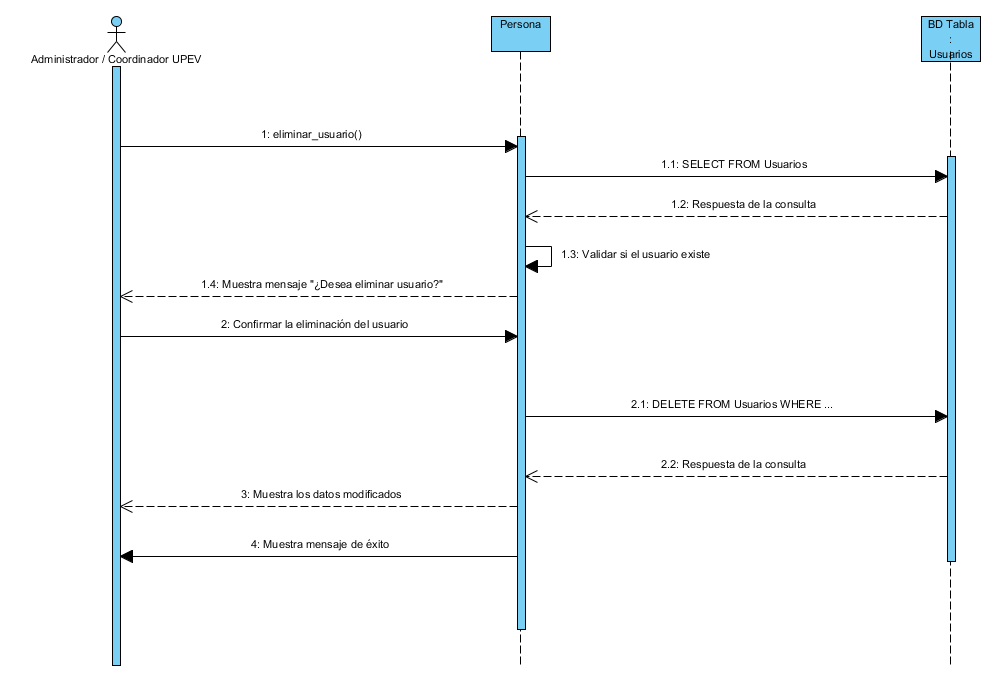 Persona
BD Tabla
:
Usuarios
Administrador / Coordinador UPEV
1: eliminar_usuario()
1.1: SELECT FROM Usuarios
1.2: Respuesta de la consulta
1.3: Validar si el usuario existe
1.4: Muestra mensaje "¿Desea eliminar usuario?"
2: Confirmar la eliminación del usuario
2.1: DELETE FROM Usuarios WHERE ...
2.2: Respuesta de la consulta
3: Muestra los datos modificados
4: Muestra mensaje de éxito